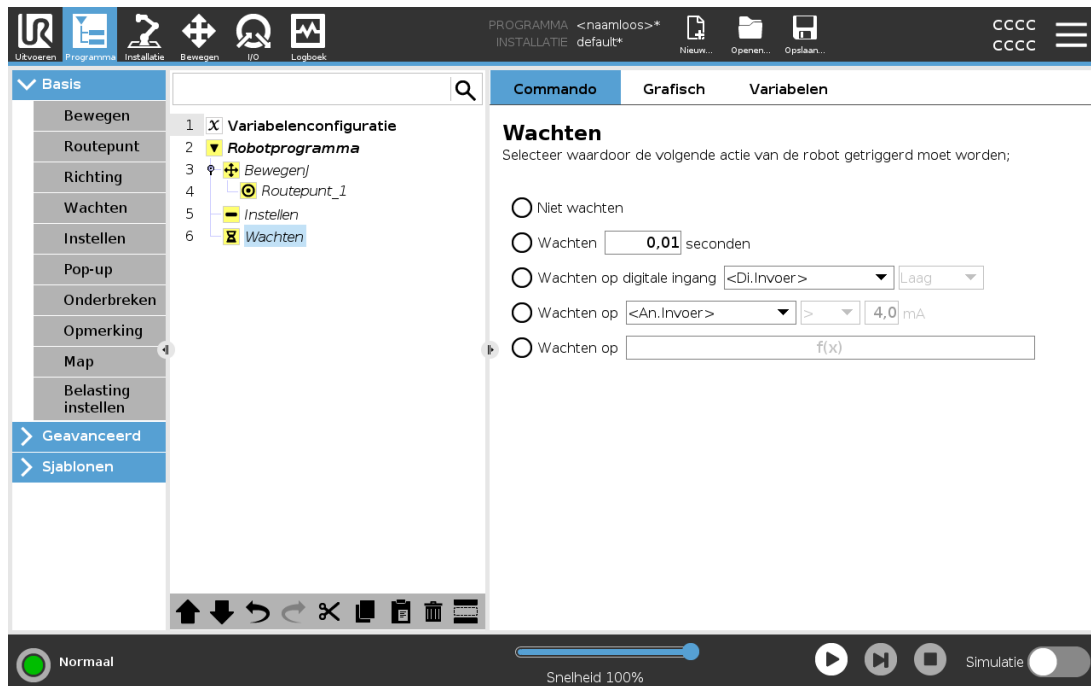 PROGRAMMA <naamloos>*
INSTALLATIE default*
Uitvoeren Programma Installatie Bewegen I/O Logboek
Nieuw... Openen... Opslaan...
CCCC
CCCC
Basis
Bewegen
Routepunt
Richting
Wachten
Instellen
Pop-up
Onderbreken
Opmerking
Map
Belasting
instellen
Geavanceerd
Sjablonen
1 X Variabelenconfiguratie
2 Robotprogramma
3 BewegenJ
4 Routepunt_1
5 Instellen
6 Wachten
Commando Grafisch Variabelen
Wachten
Selecteer waardoor de volgende actie van de robot getriggerd moet worden;
Niet wachten
Wachten 0,01 seconden
Wachten op digitale ingang <Di.Invoer> Laag
Wachten op <An.Invoer> > 4,0 mA
Wachten op f(x)
Normaal
Snelheid 100%
Simulatie